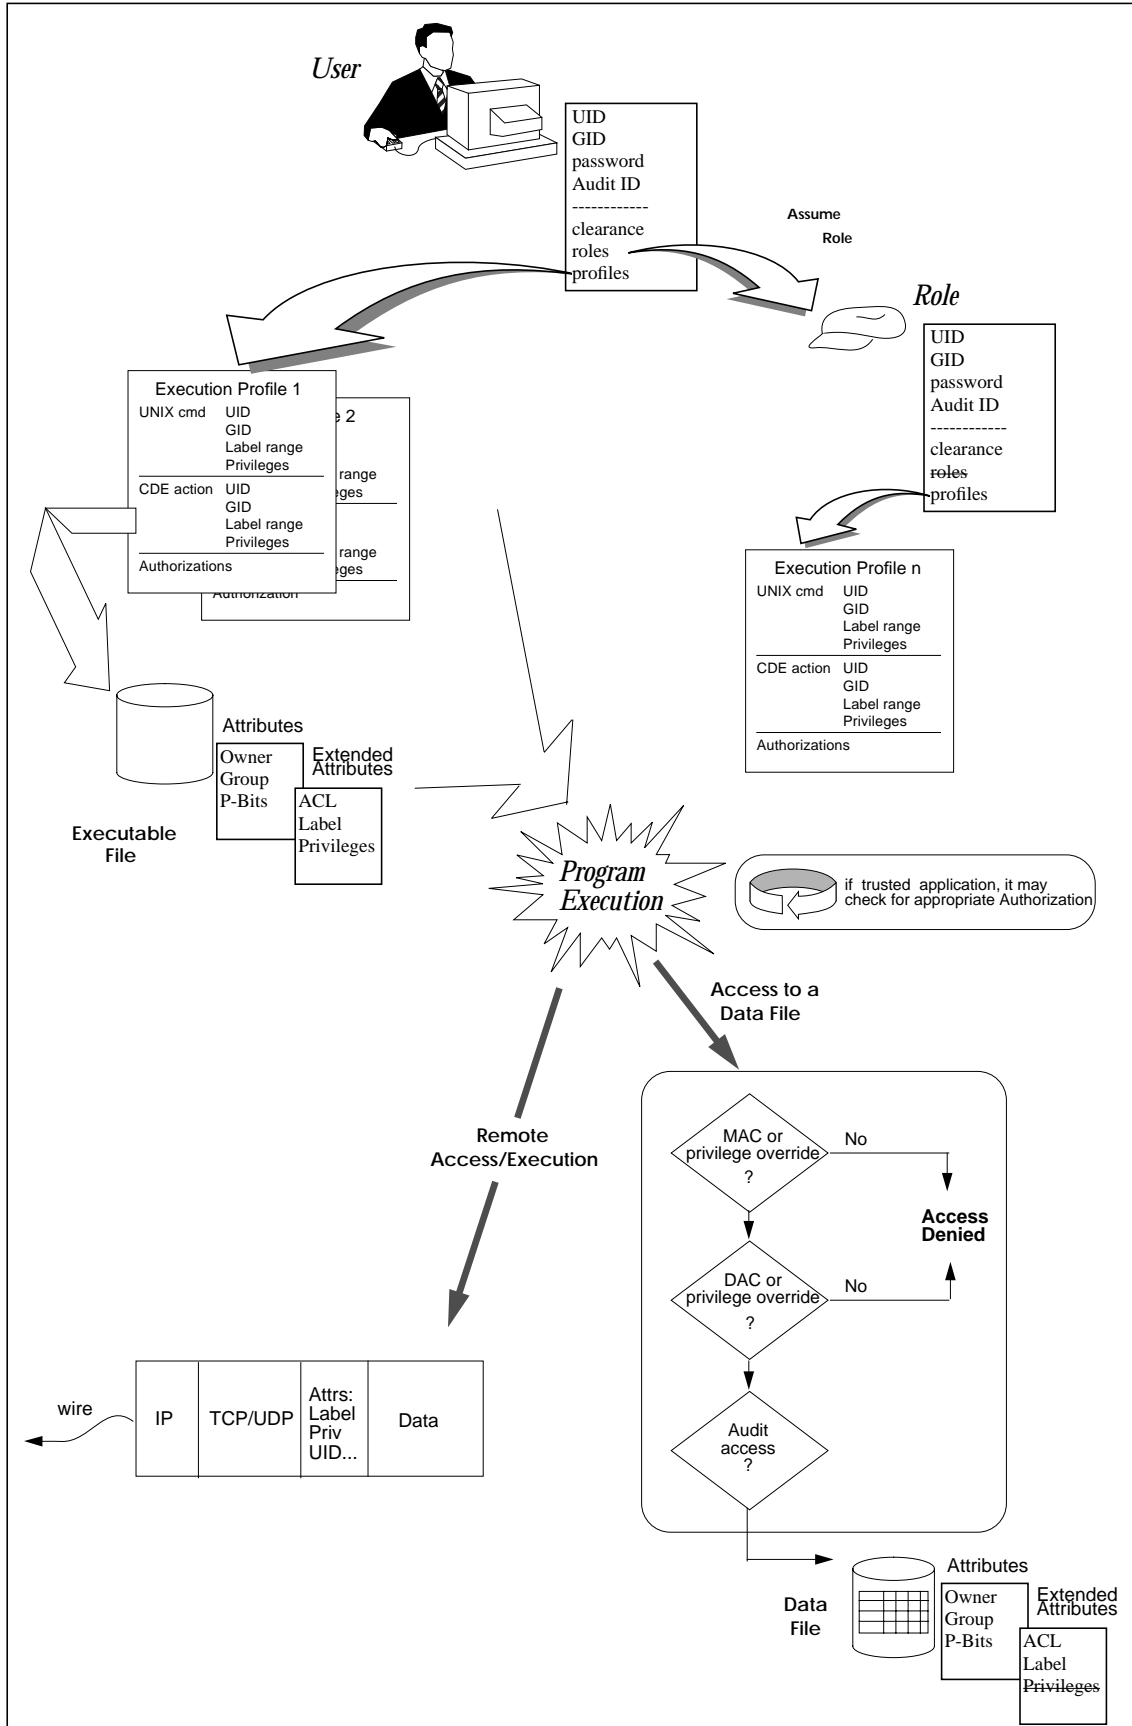 User
UID
GID
password
Audit ID
------------
clearance
roles
profiles
Assume
Role
Role
UID
GID
password
Audit ID
------------
clearance
roles
profiles
Execution Profile 1
UNIX cmd UID
GID
Label range
Privileges
CDE action UID
GID
Label range
Privileges
Authorizations
e 2
range
eges
range
eges
Authorization
Execution Profile n
UNIX cmd UID
GID
Label range
Privileges
CDE action UID
GID
Label range
Privileges
Authorizations
Attributes
Owner
Group
P-Bits
Extended
Attributes
ACL
Label
Privileges
Executable
File
Program
Execution
if trusted application, it may
check for appropriate Authorization
Access to a
Data File
Remote
Access/Execution
MAC or
privilege override
?
No
Access
Denied
DAC or
privilege override
?
No
Audit
access
?
wire
IP
TCP/UDP
Attrs:
Label
Priv
UID...
Data
Data
File
Attributes
Owner
Group
P-Bits
Extended
Attributes
ACL
Label
Privileges